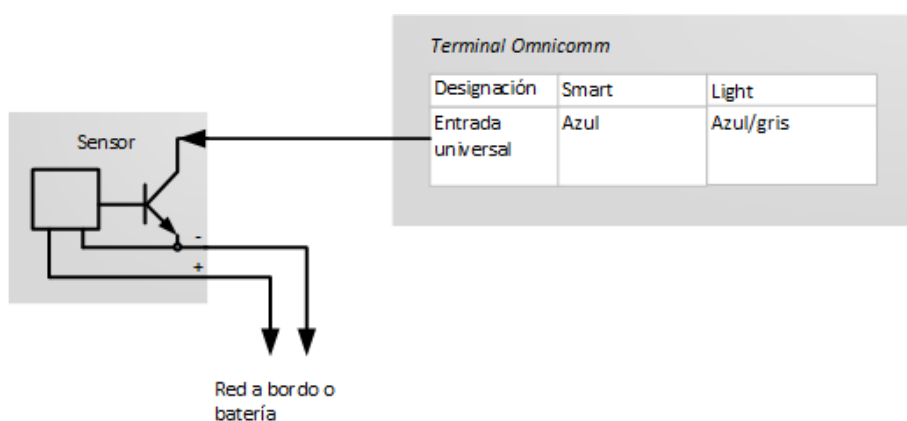 Terminal Omnicomm
Designación Smart Light
Entrada universal Azul Azul/gris
Sensor
-
+
Red a bordo o
batería